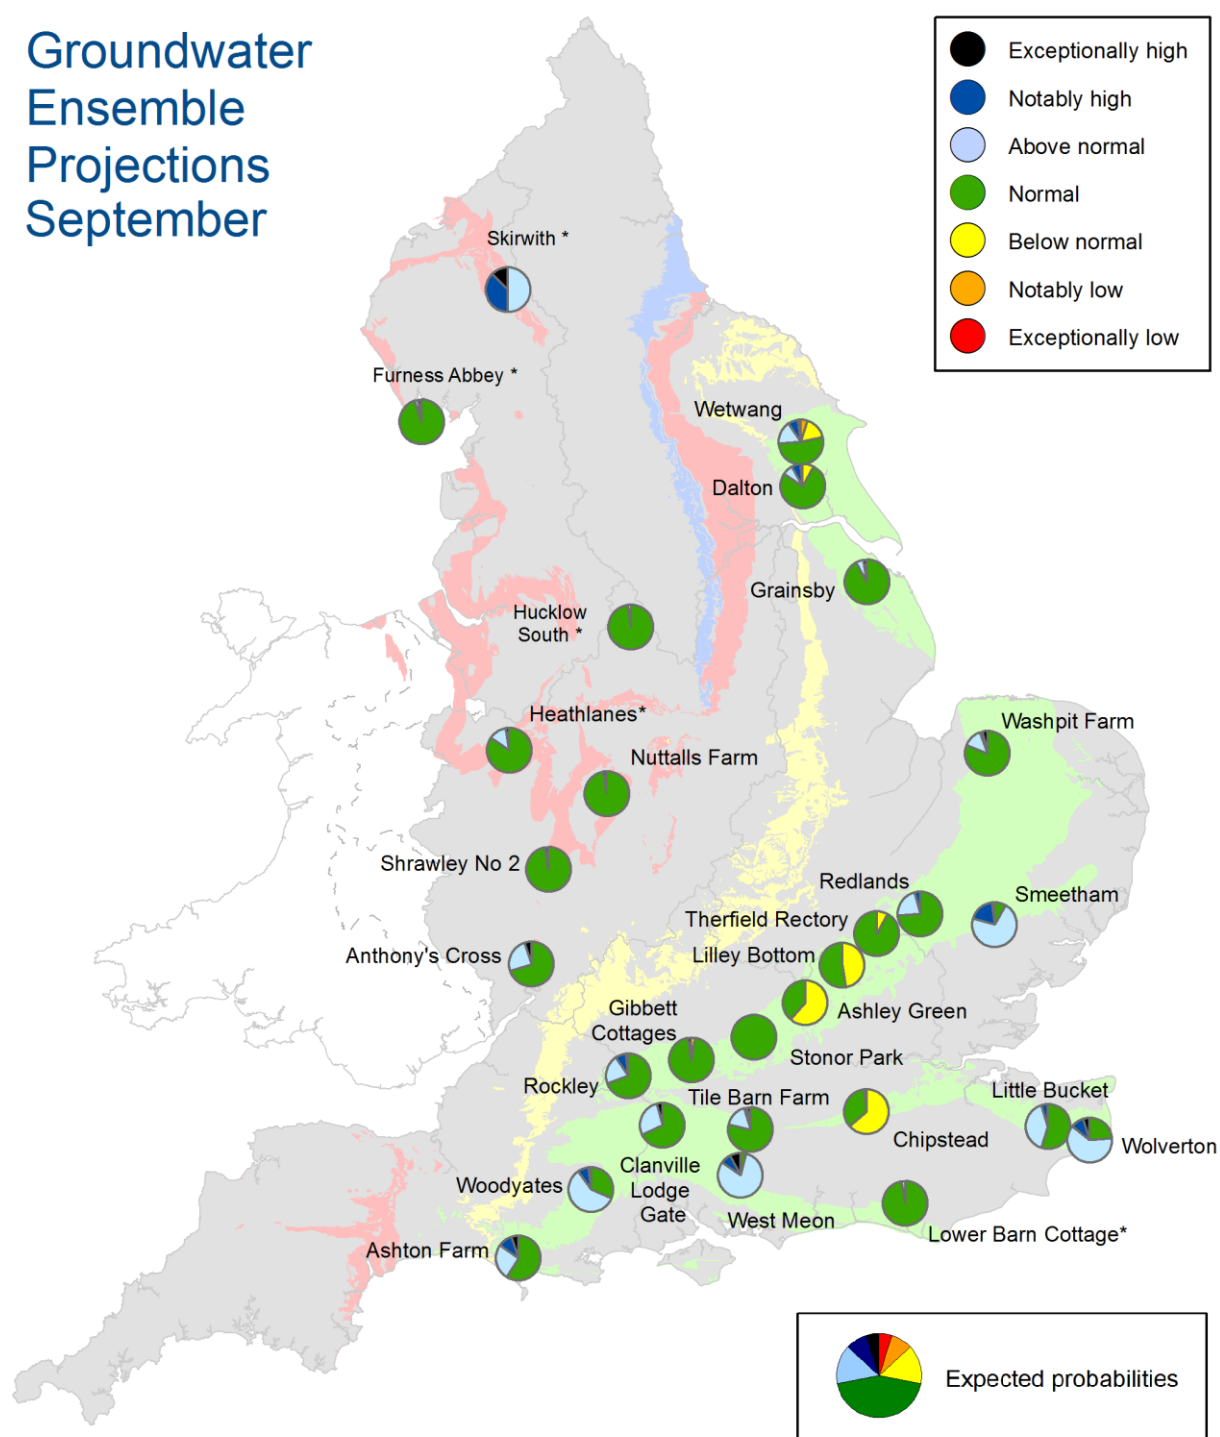 Groundwater
Ensemble
Projections
September
Exceptionally high
Notably high
Above normal
Normal
Below normal
Notably low
Exceptionally low
Skirwith *
Furness Abbey *
Wetwang
Dalton
Grainsby
Hucklow
South *
Heathlanes*
Washpit Farm
Nuttalls Farm
Shrawley No 2
Redlands
Smeetham
Therfield Rectory
Anthony's Cross
Lilley Bottom
Gibbett
Cottages
Ashley Green
Stonor Park
Rockley
Tile Barn Farm
Little Bucket
Chipstead
Wolverton
Clanville
Lodge
Gate
Woodyates
West Meon
Lower Barn Cottage*
Ashton Farm
Expected probabilities